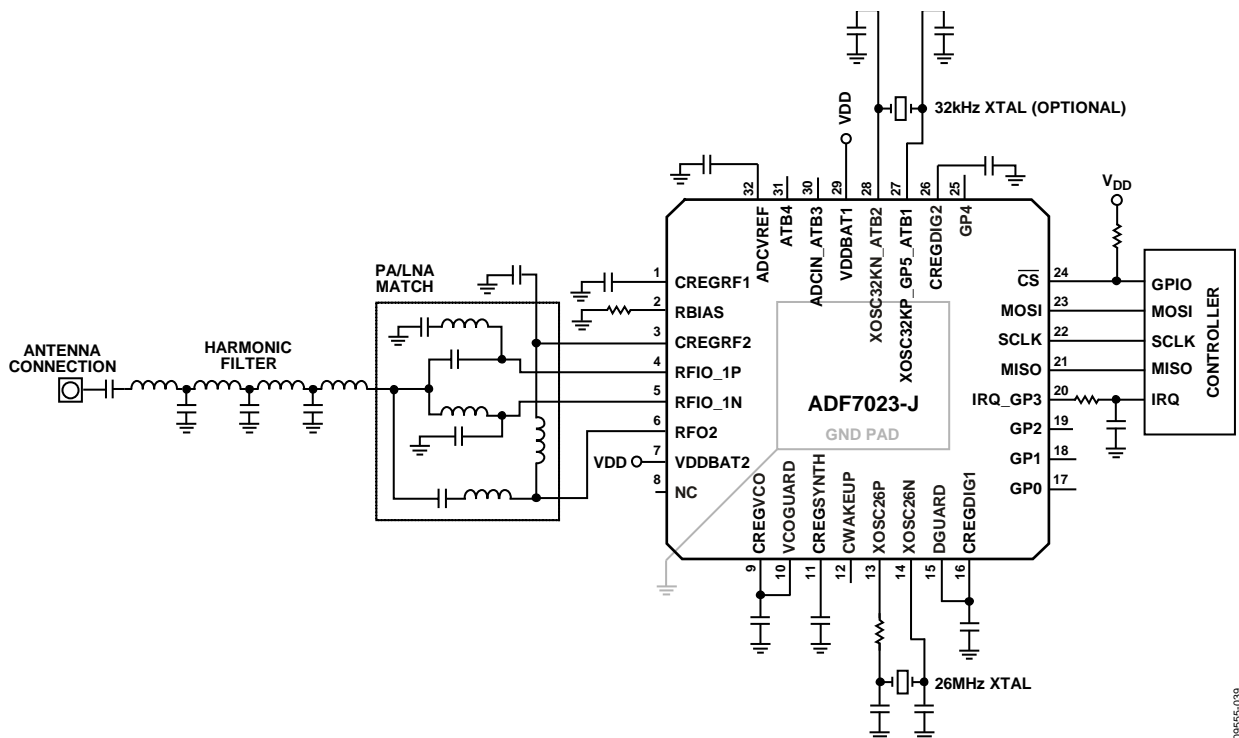 32kHz XTAL (OPTIONAL)
VDD
VDD
32
31
30
29
28
27
26
25
ADCVREF
ATB4
ADCIN_ATB3
VDDBAT1
XOSC32KN_ATB2
XOSC32KP_GP5_ATB1
CREGDIG2
GP4
PA/LNA
MATCH
ANTENNA
CONNECTION
HARMONIC
FILTER
1 CREGRF1
2 RBIAS
3 CREGRF2
4 RFIO_1P
5 RFIO_1N
6 RFO2
VDD 7 VDDBAT2
8 NC
ADF7023-J
GND PAD
CS 24 GPIO
MOSI 23 MOSI
SCLK 22 SCLK
MISO 21 MISO
IRQ_GP3 20 IRQ
GP2 19
GP1 18
GP0 17
CONTROLLER
CREGVCO
VCOGUARD
CREGSYNTH
CWAKEUP
XOSC26P
XOSC26N
DGUARD
CREGDIG1
9
10
11
12
13
14
15
16
26MHz XTAL
09555-039